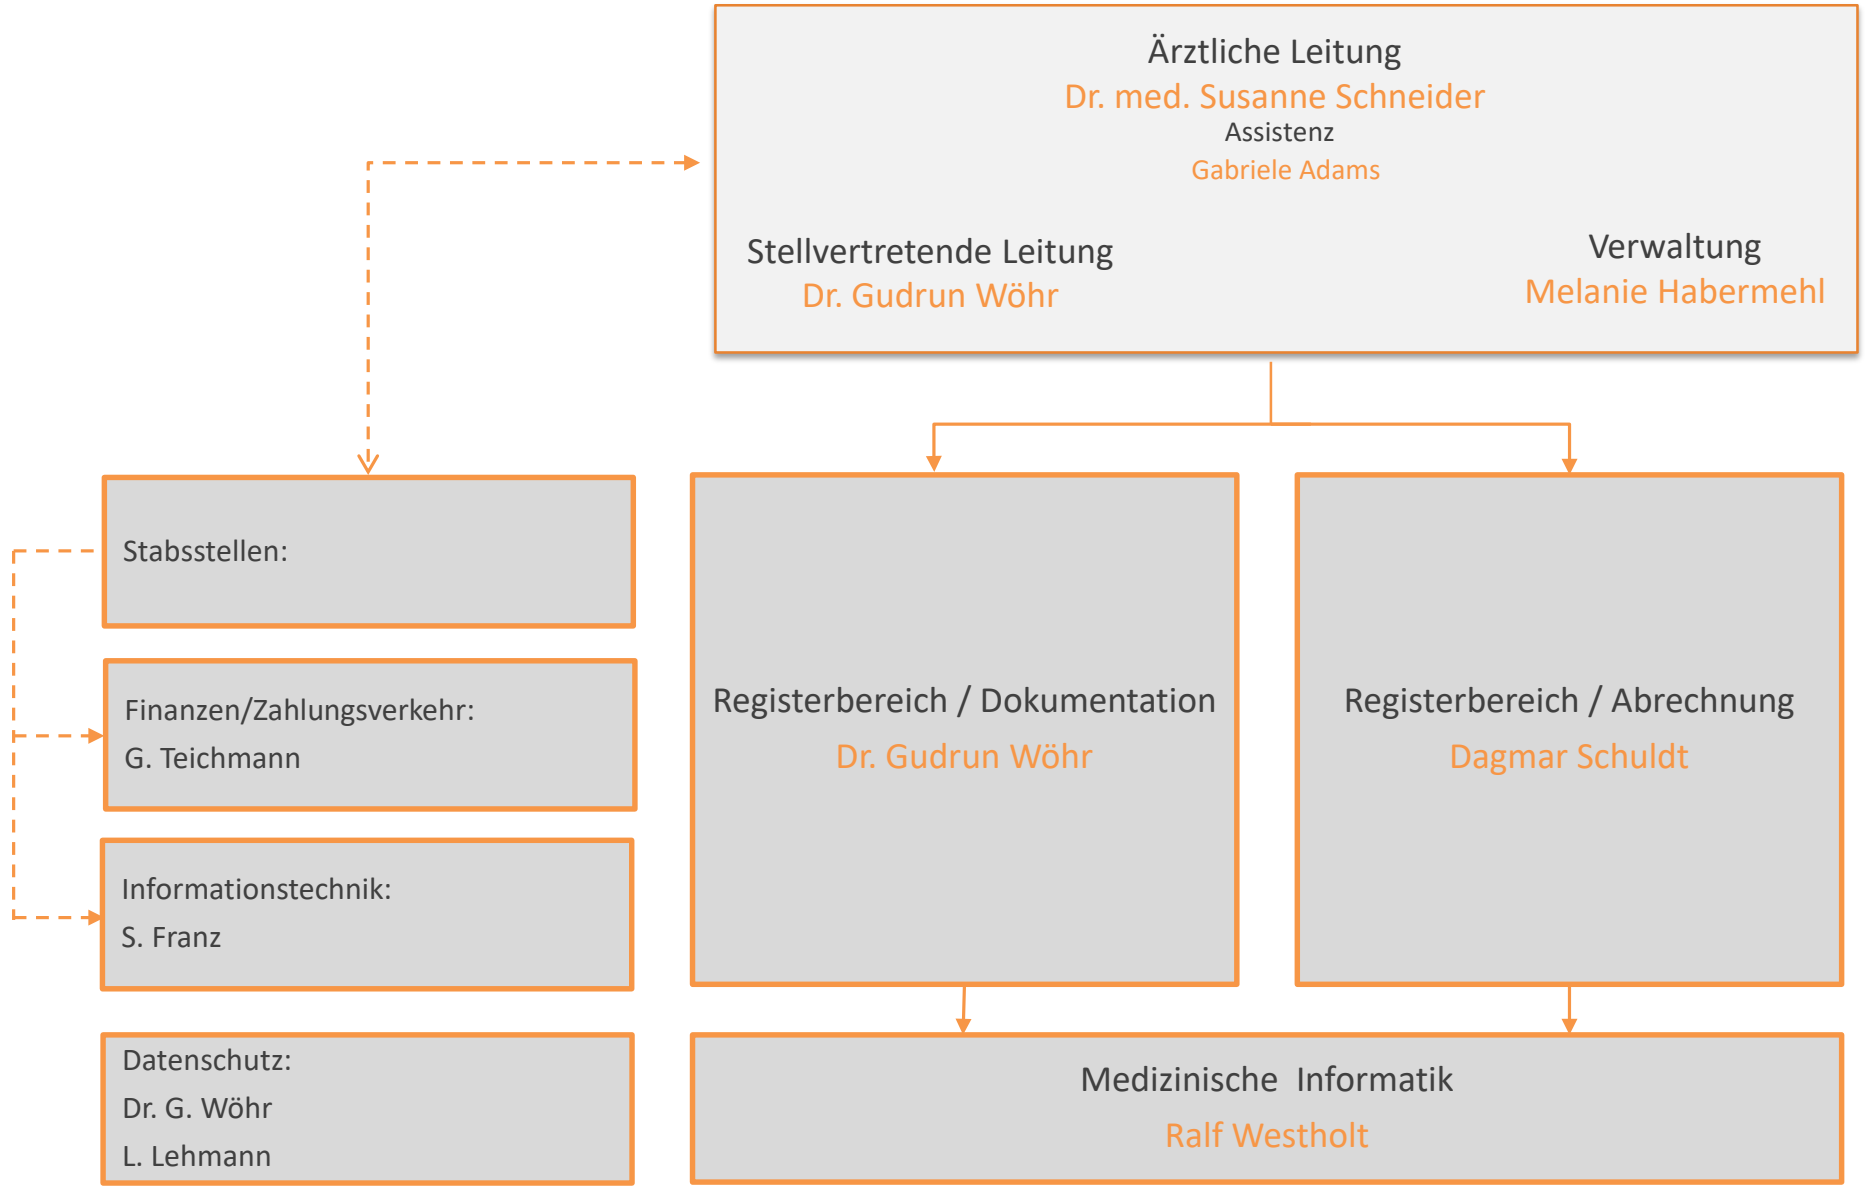 Ärztliche Leitung
Dr. med. Susanne Schneider
Assistenz
Gabriele Adams
Stellvertretende Leitung
Dr. Gudrun Wöhr
Verwaltung
Melanie Habermehl
Stabsstellen:
Finanzen/Zahlungsverkehr:
G. Teichmann
Informationstechnik:
S. Franz
Datenschutz:
Dr. G. Wöhr
L. Lehmann
Registerbereich / Dokumentation
Dr. Gudrun Wöhr
Registerbereich / Abrechnung
Dagmar Schuldt
Medizinische Informatik
Ralf Westholt